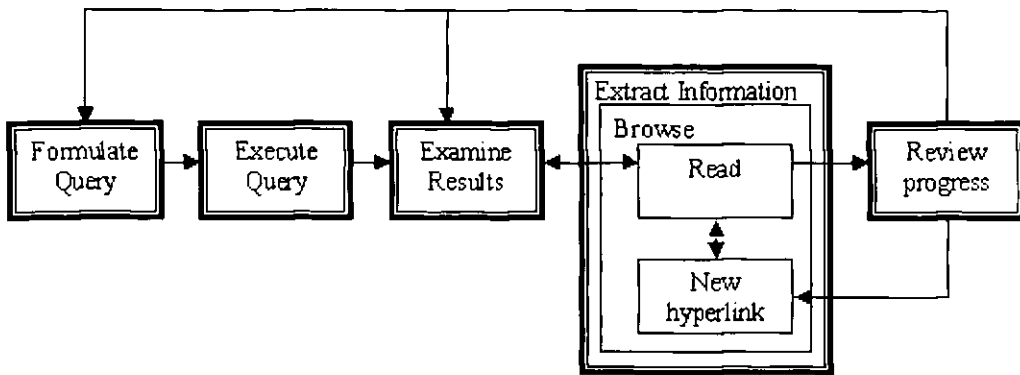 Extract Information
Browse
Formulate
Query
Execute
Query
Examine
Results
Read
Review
progress
New
hyperlink